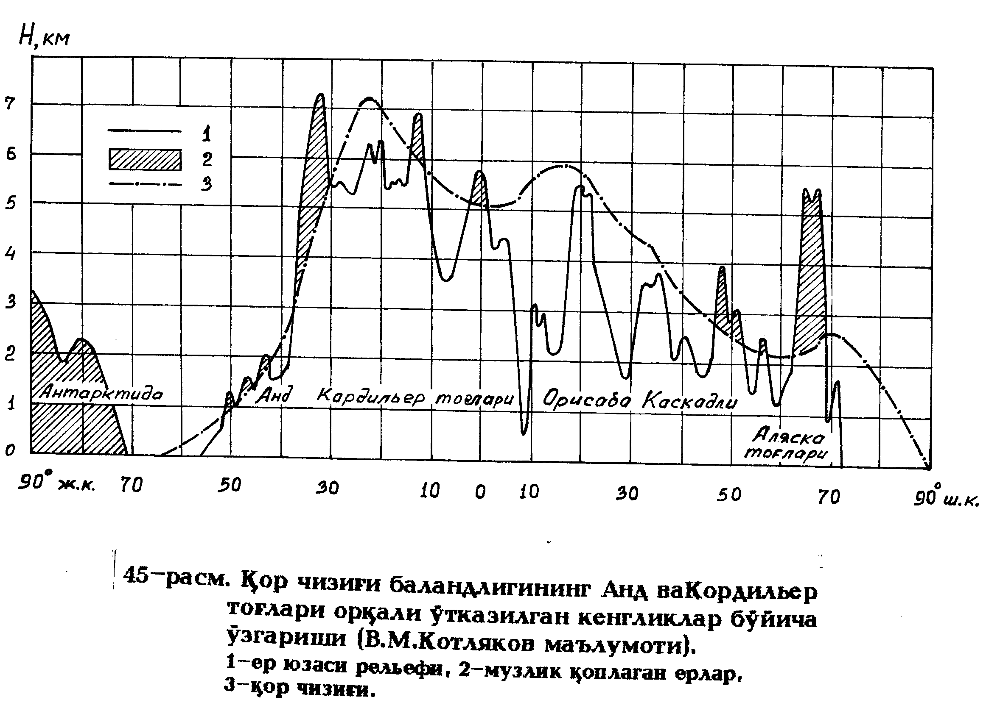 H, км
7
6
5
4
3
2
1
0
1
2
3
Антарктида
Анд
Кардильер тоғлари
Орисаба
Каскадли
Аляска
тоғлари
90° ж.к. 70 50 30 10 0 10 30 50 70 90° ш.к.
45-расм. Қор чизиғи баландлигининг Анд ваКордильер
тоғлари орқали ўтказилган кенгликлар бўйича
ўзгариши (В.М.Котляков маълумоти).
1-ер юзаси рельефи, 2-музлик қоплаган ерлар,
3-қор чизиғи.